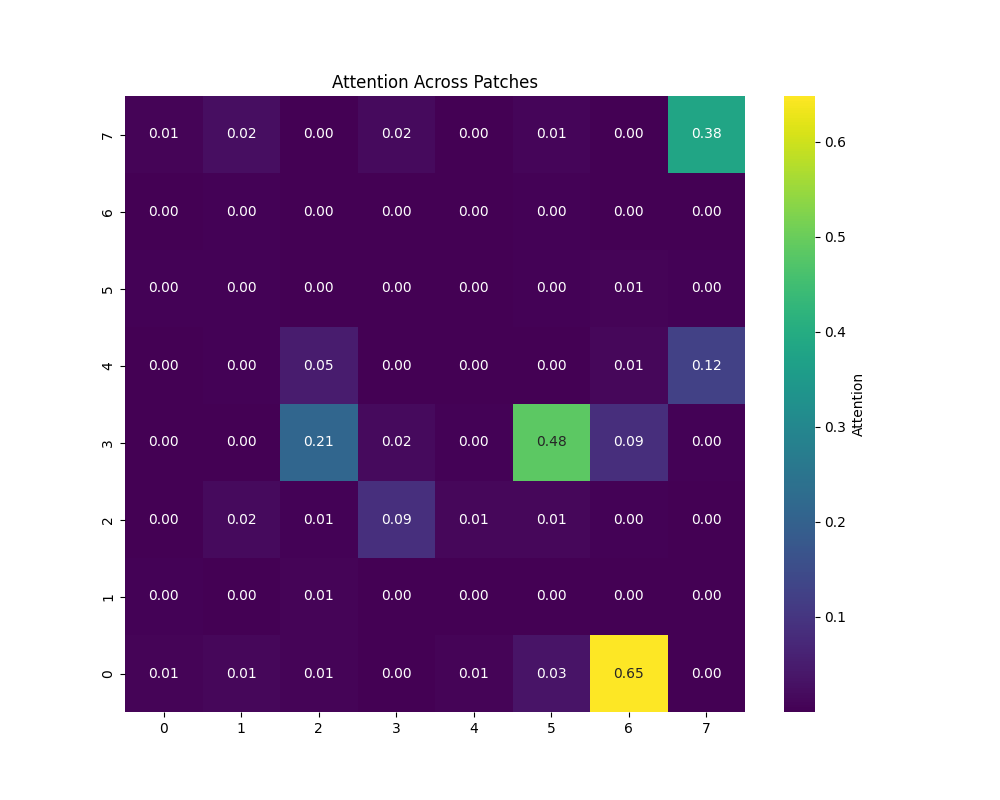 Attention Across Patches
7 0.01 0.02 0.00 0.02 0.00 0.01 0.00 0.38
6 0.00 0.00 0.00 0.00 0.00 0.00 0.00 0.00
5 0.00 0.00 0.00 0.00 0.00 0.00 0.01 0.00
4 0.00 0.00 0.05 0.00 0.00 0.00 0.01 0.12
3 0.00 0.00 0.21 0.02 0.00 0.48 0.09 0.00
2 0.00 0.02 0.01 0.09 0.01 0.01 0.00 0.00
1 0.00 0.00 0.01 0.00 0.00 0.00 0.00 0.00
0 0.01 0.01 0.01 0.00 0.01 0.03 0.65 0.00
0 1 2 3 4 5 6 7
0.6
0.5
0.4
0.3
0.2
0.1
Attention